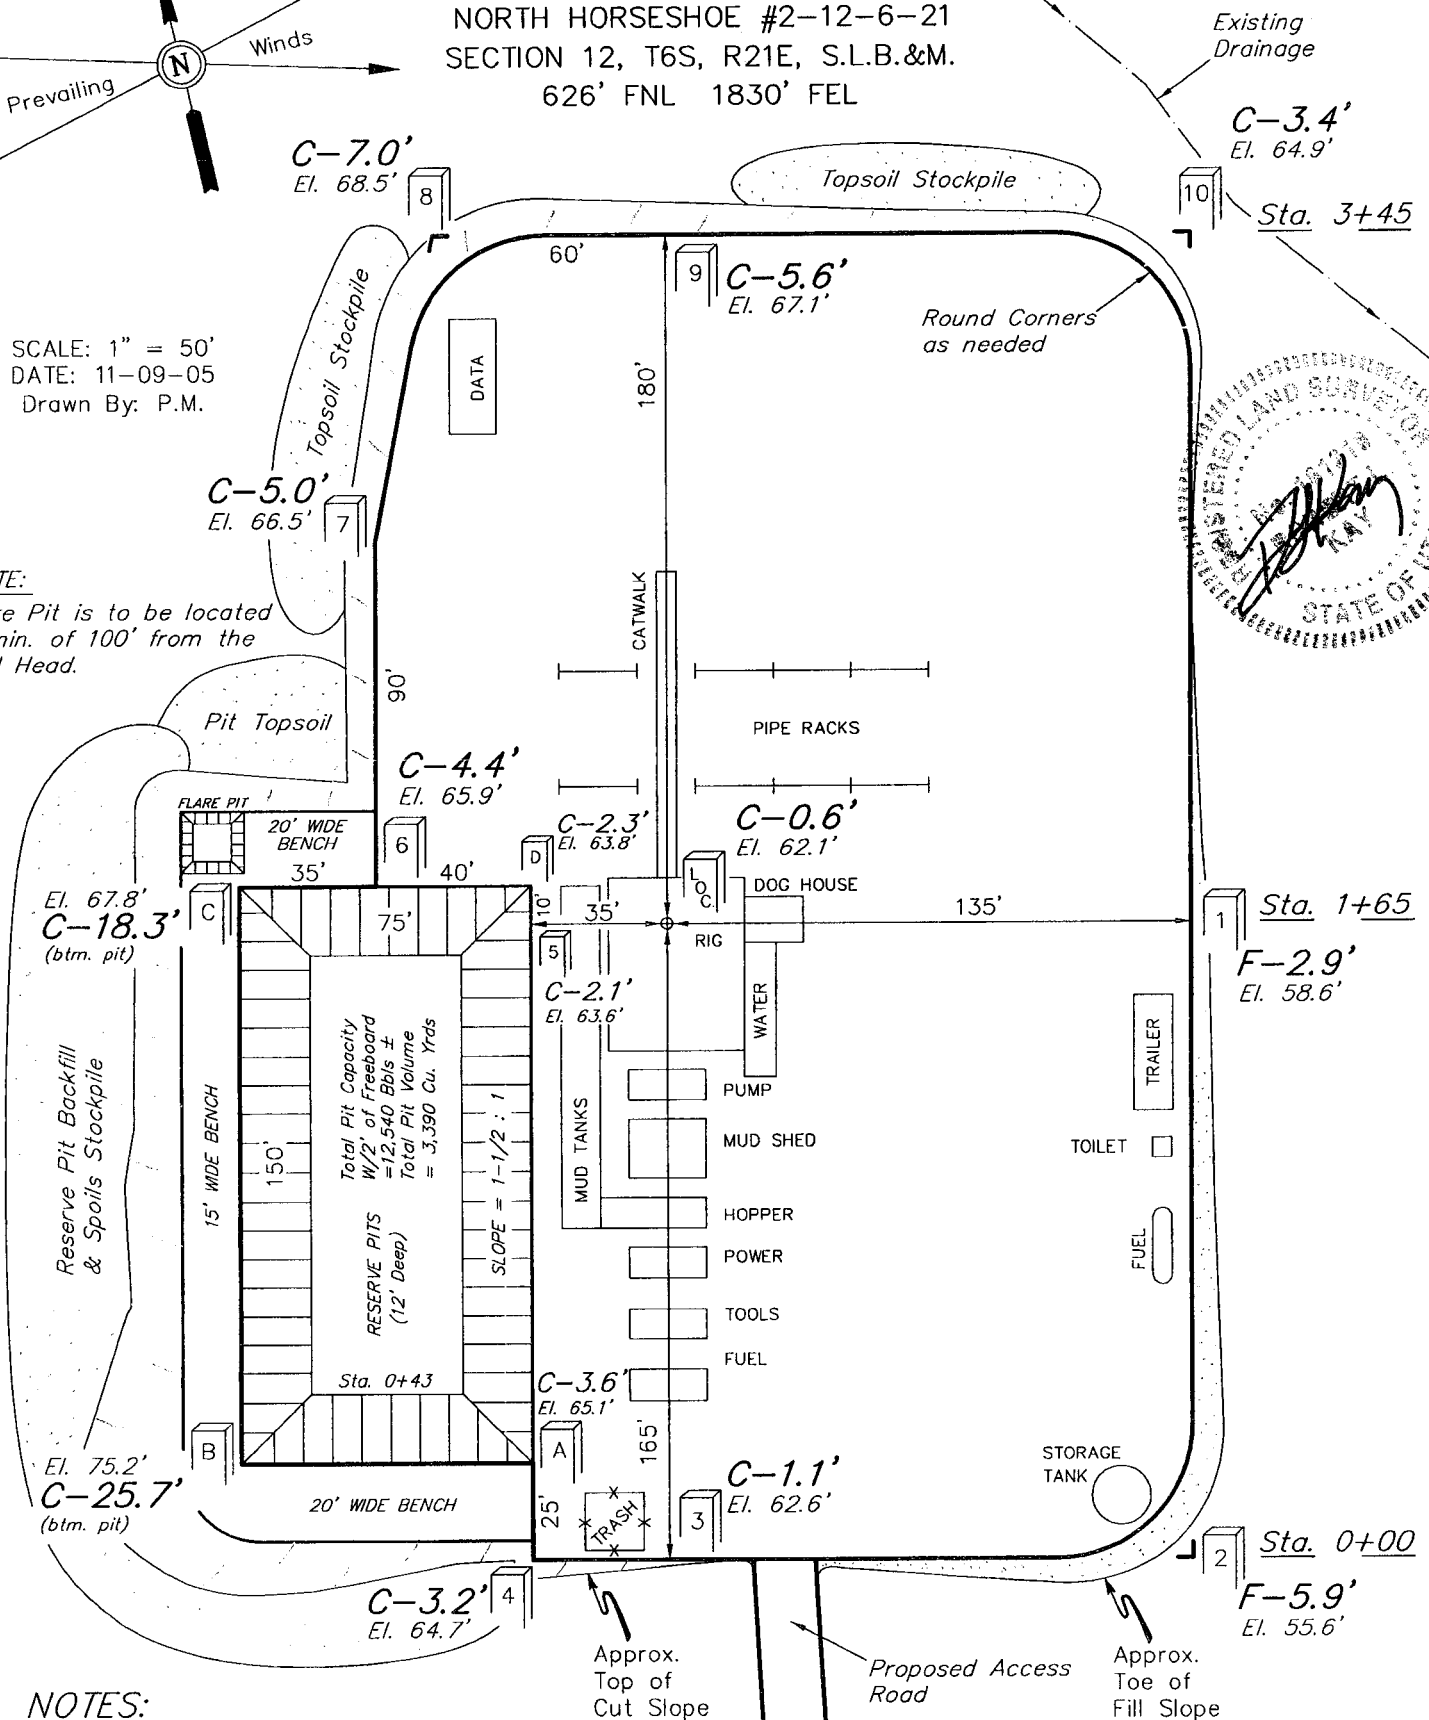 NORTH HORSESHOE #2-12-6-21
SECTION 12, T6S, R21E, S.L.B.&M.
626' FNL 1830' FEL
N
Winds
Prevailing
Existing
Drainage
C-7.0'
El. 68.5'
8
Topsoil Stockpile
C-3.4'
El. 64.9'
10
Sta. 3+45
60'
9
C-5.6'
El. 67.1'
Round Corners
as needed
SCALE: 1" = 50'
DATE: 11-09-05
Drawn By: P.M.
Topsoil Stockpile
DATA
180'
REGISTERED LAND SURVEYOR
KAY
STATE OF
C-5.0'
El. 66.5'
7
TE:
e Pit is to be located
min. of 100' from the
Head.
CATWALK
90'
PIPE RACKS
Pit Topsoil
C-4.4'
El. 65.9'
6
FLARE PIT
20' WIDE
BENCH
35'
40'
D
C-2.3'
El. 63.8'
C-0.6'
El. 62.1'
LOC.
DOG HOUSE
El. 67.8'
C-18.3'
(btm. pit)
C
75'
10'
35'
RIG
135'
1
Sta. 1+65
F-2.9'
El. 58.6'
5
C-2.1'
El. 63.6'
WATER
TRAILER
Reserve Pit Backfill
& Spoils Stockpile
15' WIDE BENCH
150'
Total Pit Capacity
W/2' of Freeboard
=12,540 Bbls ±
Total Pit Volume
= 3,390 Cu. Yrds
RESERVE PITS
(12' Deep)
SLOPE = 1-1/2 : 1
MUD TANKS
PUMP
MUD SHED
TOILET
HOPPER
POWER
FUEL
TOOLS
FUEL
Sta. 0+43
C-3.6'
El. 65.1'
A
165'
B
El. 75.2'
C-25.7'
(btm. pit)
20' WIDE BENCH
25'
TRASH
3
C-1.1'
El. 62.6'
STORAGE
TANK
2
Sta. 0+00
F-5.9'
El. 55.6'
C-3.2'
El. 64.7'
4
Approx.
Top of
Cut Slope
Proposed Access
Road
Approx.
Toe of
Fill Slope
NOTES: